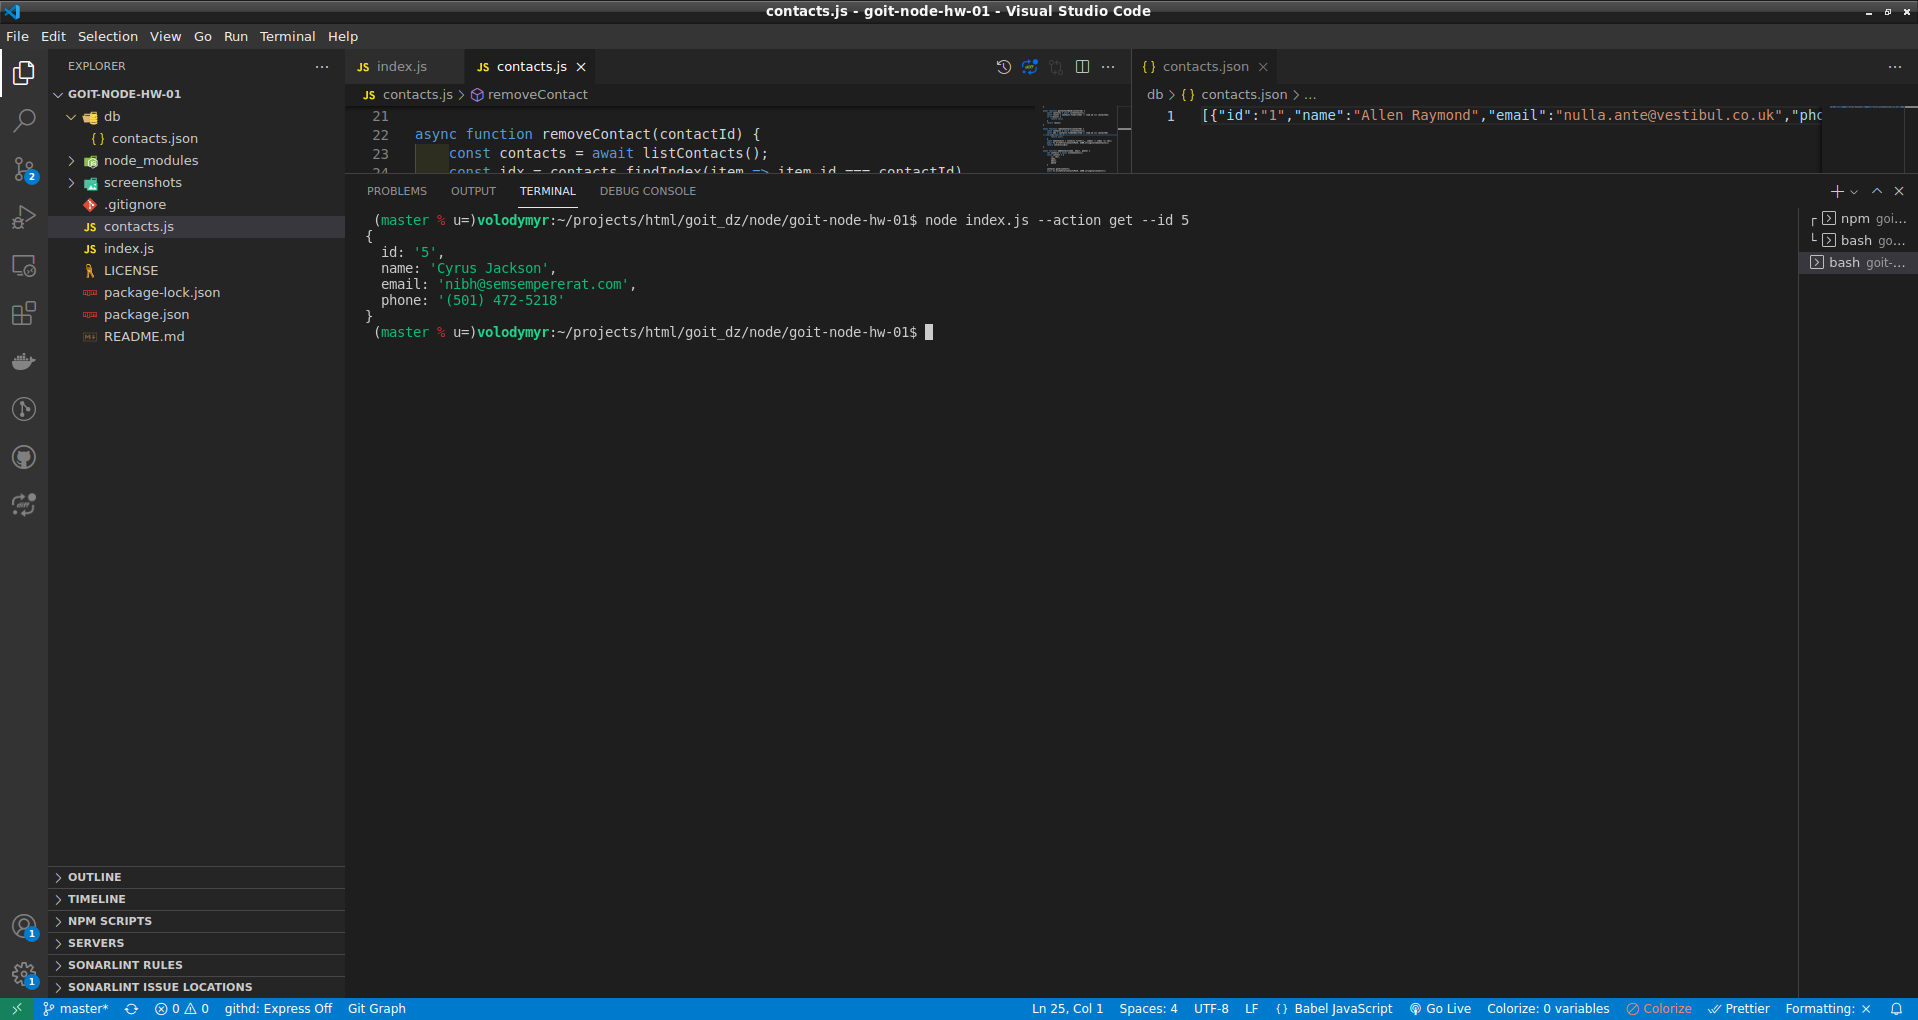 contacts.js - goit-node-hw-01 - Visual Studio Code
File Edit Selection View Go Run Terminal Help
EXPLORER
GOIT-NODE-HW-01
db
{} contacts.json
node_modules
screenshots
.gitignore
JS contacts.js
JS index.js
LICENSE
package-lock.json
package.json
README.md
OUTLINE
TIMELINE
NPM SCRIPTS
SERVERS
SONARLINT RULES
SONARLINT ISSUE LOCATIONS
2
1
1
JS index.js JS contacts.js
JS contacts.js > removeContact
21
22 async function removeContact(contactId) {
23 const contacts = await listContacts();
24 const idx = contacts.findIndex(item => item.id === contactId)
{} contacts.json
db > {} contacts.json > ...
1 [{"id":"1","name":"Allen Raymond","email":"nulla.ante@vestibul.co.uk","pho
PROBLEMS OUTPUT TERMINAL DEBUG CONSOLE
(master % u=)volodymyr:~/projects/html/goit_dz/node/goit-node-hw-01$ node index.js --action get --id 5
{
id: '5',
name: 'Cyrus Jackson',
email: 'nibh@semsempererat.com',
phone: '(501) 472-5218'
}
(master % u=)volodymyr:~/projects/html/goit_dz/node/goit-node-hw-01$
npm goi...
bash go...
bash goit-...
master* 0 0 githd: Express Off Git Graph Ln 25, Col 1 Spaces: 4 UTF-8 LF {} Babel JavaScript Go Live Colorize: 0 variables Colorize Prettier Formatting: ×